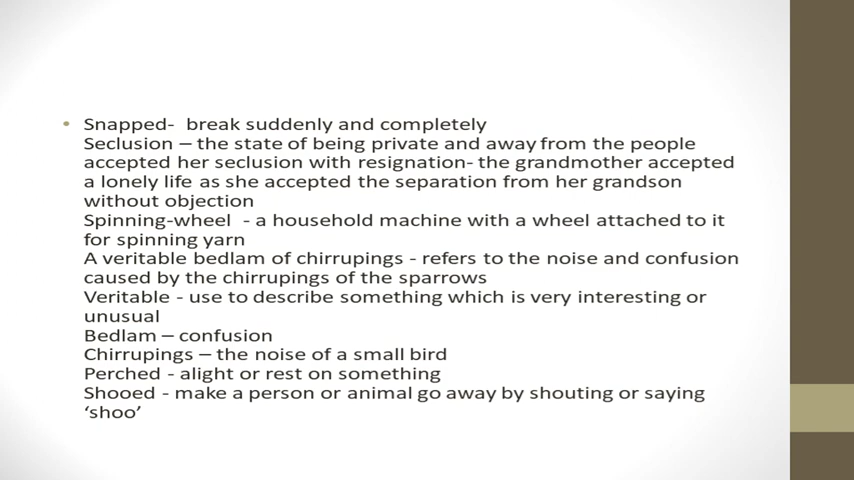 • Snapped-  break suddenly and completely
Seclusion – the state of being private and away from the people
accepted her seclusion with resignation- the grandmother accepted
a lonely life as she accepted the separation from her grandson
without objection
Spinning-wheel  - a household machine with a wheel attached to it
for spinning yarn
A veritable bedlam of chirrupings - refers to the noise and confusion
caused by the chirrupings of the sparrows
Veritable - use to describe something which is very interesting or
unusual
Bedlam – confusion
Chirrupings – the noise of a small bird
Perched - alight or rest on something
Shooed - make a person or animal go away by shouting or saying
‘shoo’